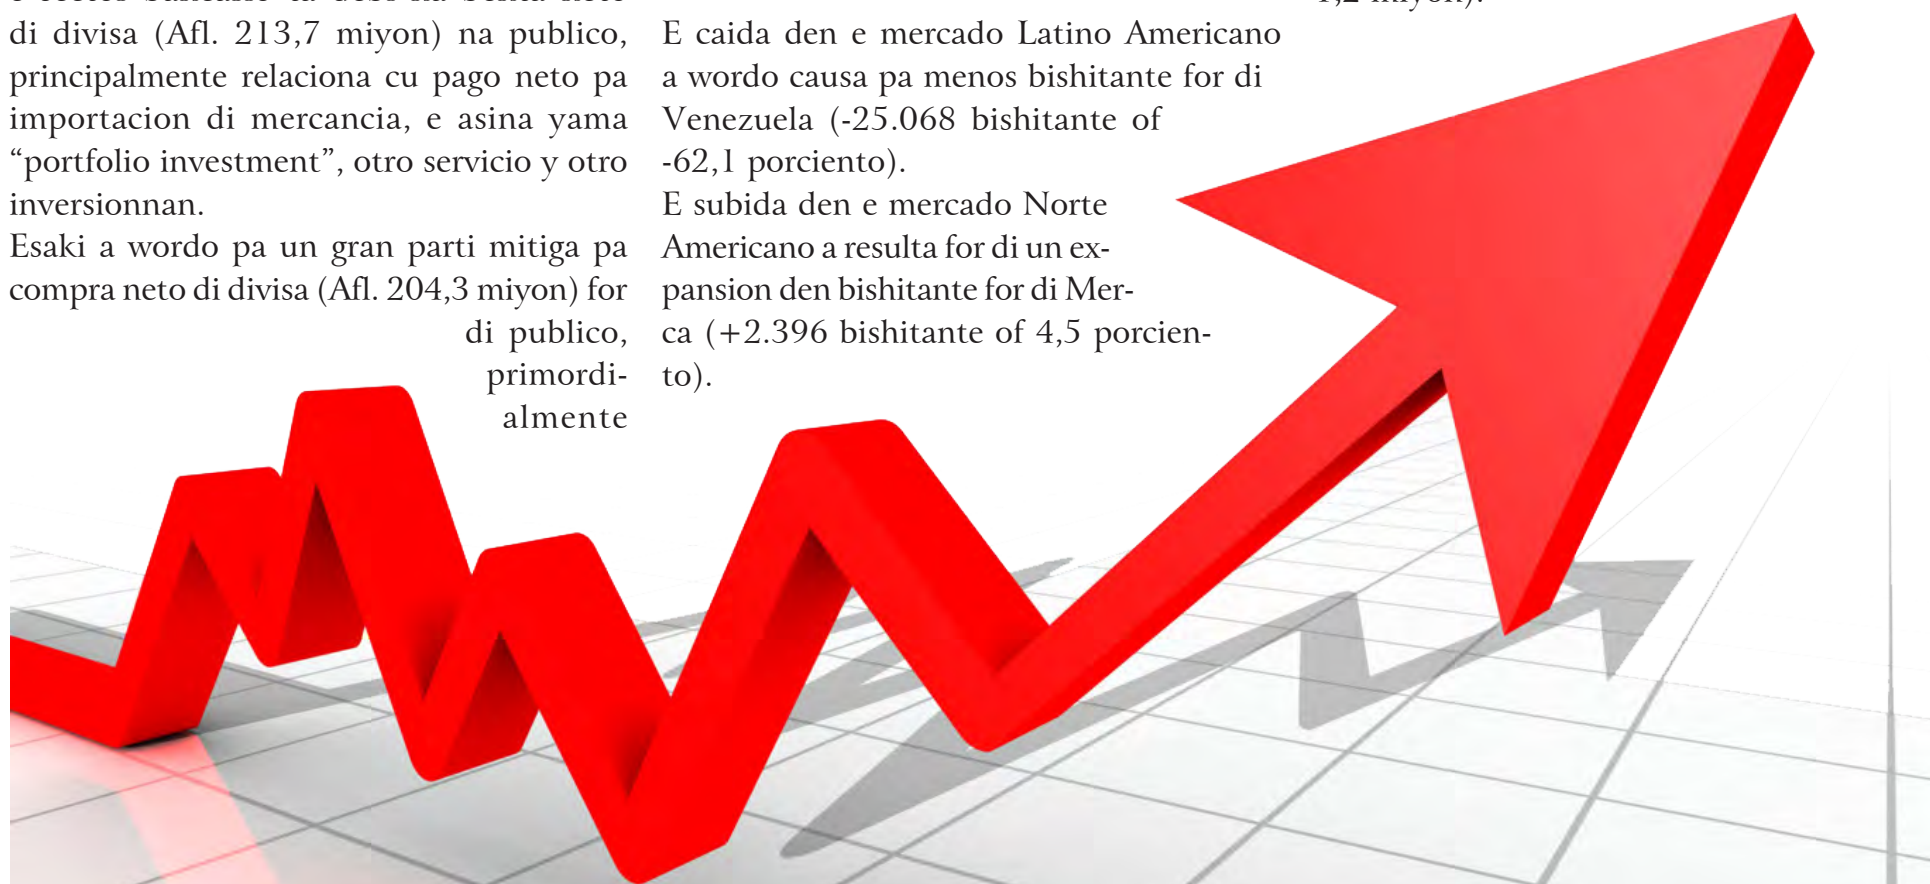 di divisa (Afl. 213,7 miyon) na publico,
principalmente relaciona cu pago neto pa
importacion di mercancia, e asina yama
“portfolio investment”, otro servicio y otro
inversionnan.
Esaki a wordo pa un gran parti mitiga pa
compra neto di divisa (Afl. 204,3 miyon) for
di publico,
primordi-
almente
E caida den e mercado Latino Americano
a wordo causa pa menos bishitante for di
Venezuela (-25.068 bishitante of
-62,1 porciento).
E subida den e mercado Norte
Americano a resulta for di un ex-
pansion den bishitante for di Mer-
ca (+2.396 bishitante of 4,5 porcien-
to).
1,2 miyon).